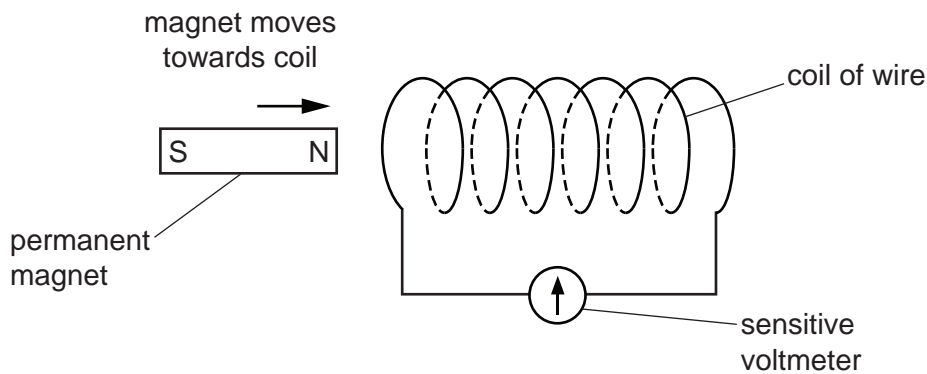 magnet moves
towards coil
coil of wire
S N
permanent
magnet
sensitive
voltmeter